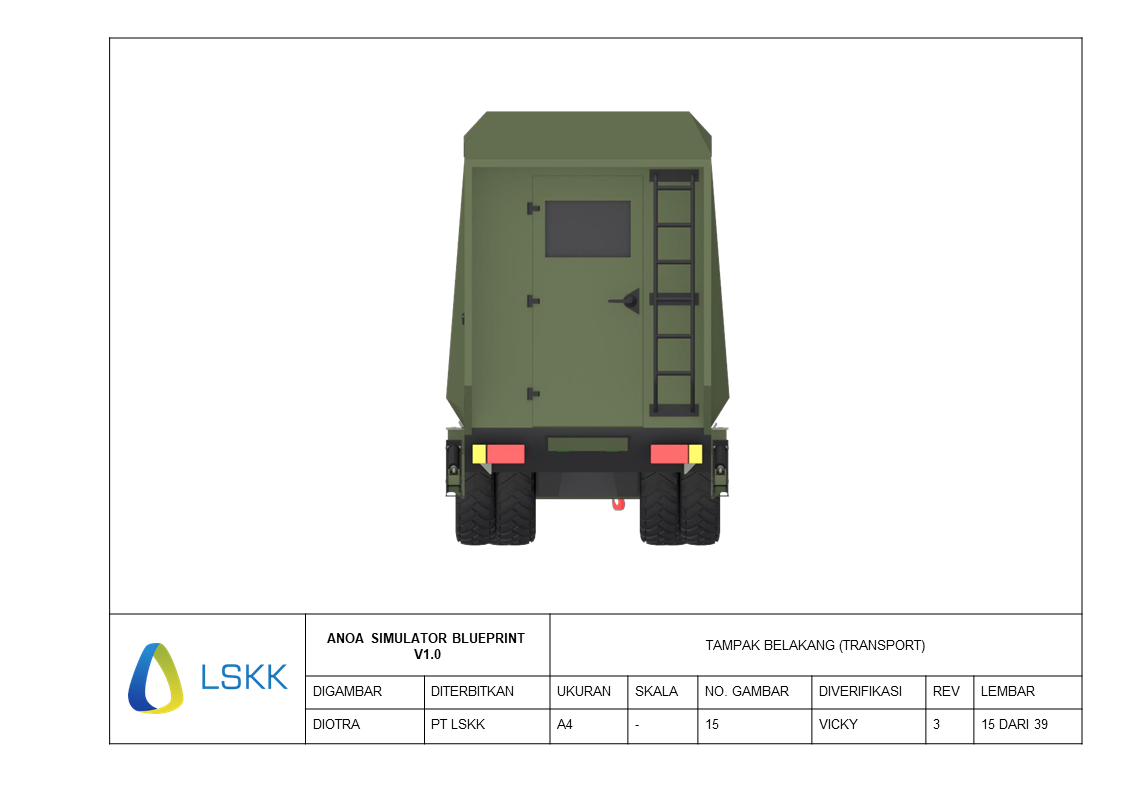 LSKK
ANOA SIMULATOR BLUEPRINT
V1.0
TAMPAK BELAKANG (TRANSPORT)
DIGAMBAR DITERBITKAN UKURAN SKALA NO. GAMBAR DIVERIFIKASI REV LEMBAR
DIOTRA PT LSKK A4 - 15 VICKY 3 15 DARI 39